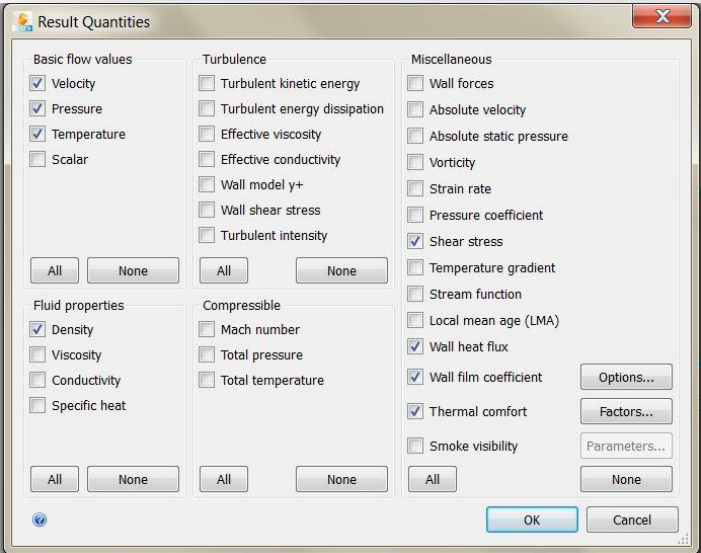 Result Quantities
Basic flow values
Velocity
Pressure
Temperature
Scalar
All None
Turbulence
Turbulent kinetic energy
Turbulent energy dissipation
Effective viscosity
Effective conductivity
Wall model y+
Wall shear stress
Turbulent intensity
All None
Fluid properties
Density
Viscosity
Conductivity
Specific heat
All None
Compressible
Mach number
Total pressure
Total temperature
All None
Miscellaneous
Wall forces
Absolute velocity
Absolute static pressure
Vorticity
Strain rate
Pressure coefficient
Shear stress
Temperature gradient
Stream function
Local mean age (LMA)
Wall heat flux
Wall film coefficient Options...
Thermal comfort Factors...
Smoke visibility Parameters...
All None
OK Cancel